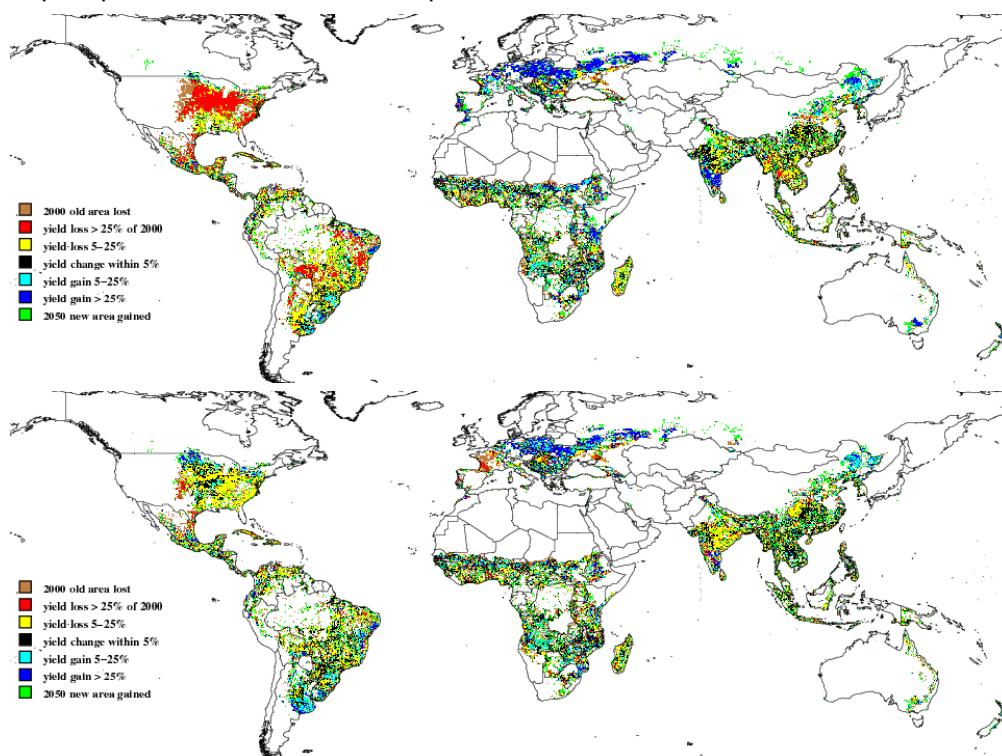 2000 old area lost
yield loss > 25% of 2000
yield loss 5-25%
yield change within 5%
yield gain 5-25%
yield gain > 25%
2050 new area gained
2000 old area lost
yield loss > 25% of 2000
yield loss 5-25%
yield change within 5%
yield gain 5-25%
yield gain > 25%
2050 new area gained